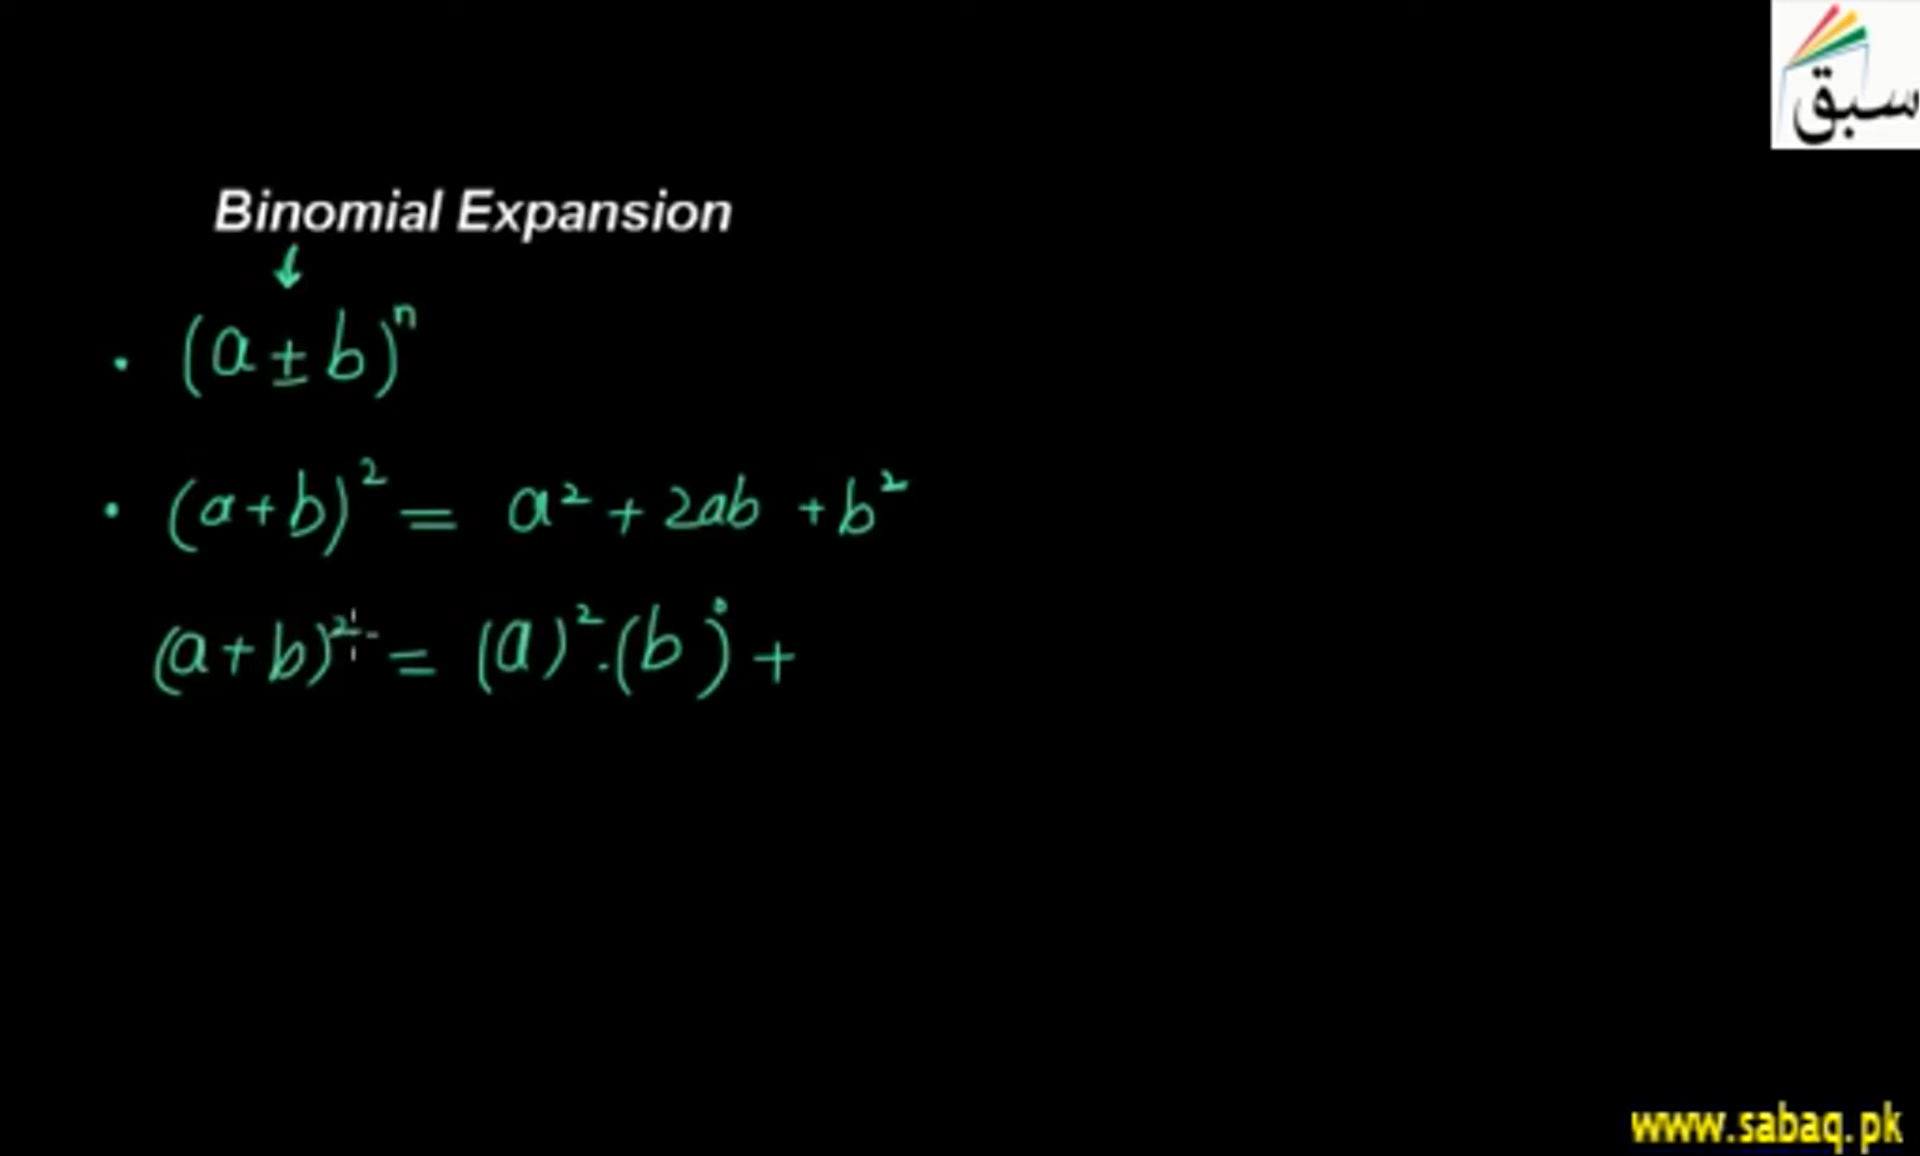 سبق
Binomial Expansion
↓
• (a ± b)ⁿ
• (a+b)² = a² + 2ab + b²
(a+b)² = (a)².(b)⁰ +
www.sabaq.pk